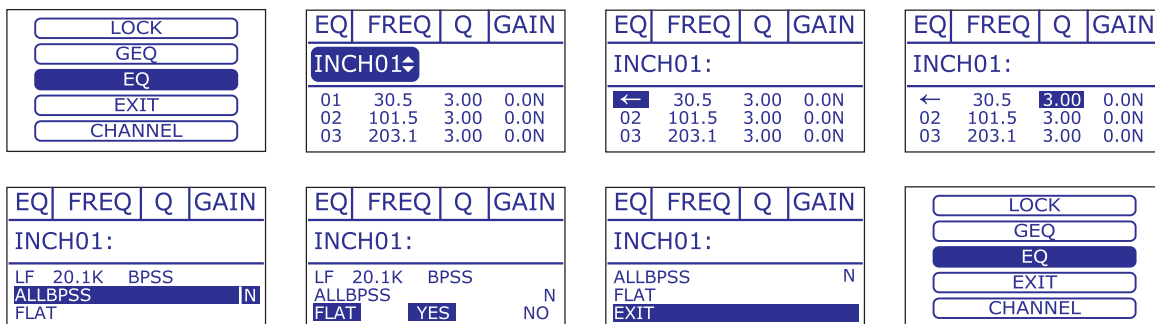 LOCK
GEQ
EQ
EXIT
CHANNEL
EQ FREQ Q GAIN
INCH01
01 30.5 3.00 0.0N
02 101.5 3.00 0.0N
03 203.1 3.00 0.0N
EQ FREQ Q GAIN
INCH01:
← 30.5 3.00 0.0N
02 101.5 3.00 0.0N
03 203.1 3.00 0.0N
EQ FREQ Q GAIN
INCH01:
← 30.5 3.00 0.0N
02 101.5 3.00 0.0N
03 203.1 3.00 0.0N
EQ FREQ Q GAIN
INCH01:
LF 20.1K BPSS
ALLBPSS N
FLAT
EQ FREQ Q GAIN
INCH01:
LF 20.1K BPSS
ALLBPSS N
FLAT YES NO
EQ FREQ Q GAIN
INCH01:
ALLBPSS N
FLAT
EXIT
LOCK
GEQ
EQ
EXIT
CHANNEL